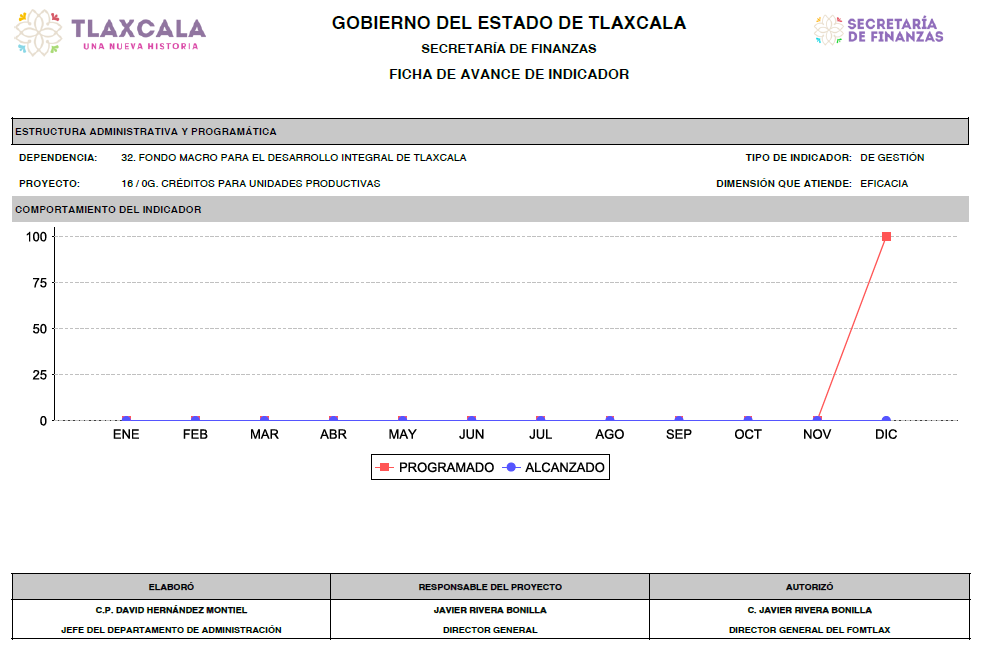 TLAXCALA
UNA NUEVA HISTORIA
GOBIERNO DEL ESTADO DE TLAXCALA
SECRETARÍA DE FINANZAS
FICHA DE AVANCE DE INDICADOR
SECRETARÍA
DE FINANZAS
ESTRUCTURA ADMINISTRATIVA Y PROGRAMÁTICA
DEPENDENCIA: 32. FONDO MACRO PARA EL DESARROLLO INTEGRAL DE TLAXCALA TIPO DE INDICADOR: DE GESTIÓN
PROYECTO: 16 / 0G. CRÉDITOS PARA UNIDADES PRODUCTIVAS DIMENSIÓN QUE ATIENDE: EFICACIA
COMPORTAMIENTO DEL INDICADOR
100
75
50
25
0
ENE FEB MAR ABR MAY JUN JUL AGO SEP OCT NOV DIC
PROGRAMADO ALCANZADO
ELABORÓ RESPONSABLE DEL PROYECTO AUTORIZÓ
C.P. DAVID HERNÁNDEZ MONTIEL JAVIER RIVERA BONILLA C. JAVIER RIVERA BONILLA
JEFE DEL DEPARTAMENTO DE ADMINISTRACIÓN DIRECTOR GENERAL DIRECTOR GENERAL DEL FOMTLAX